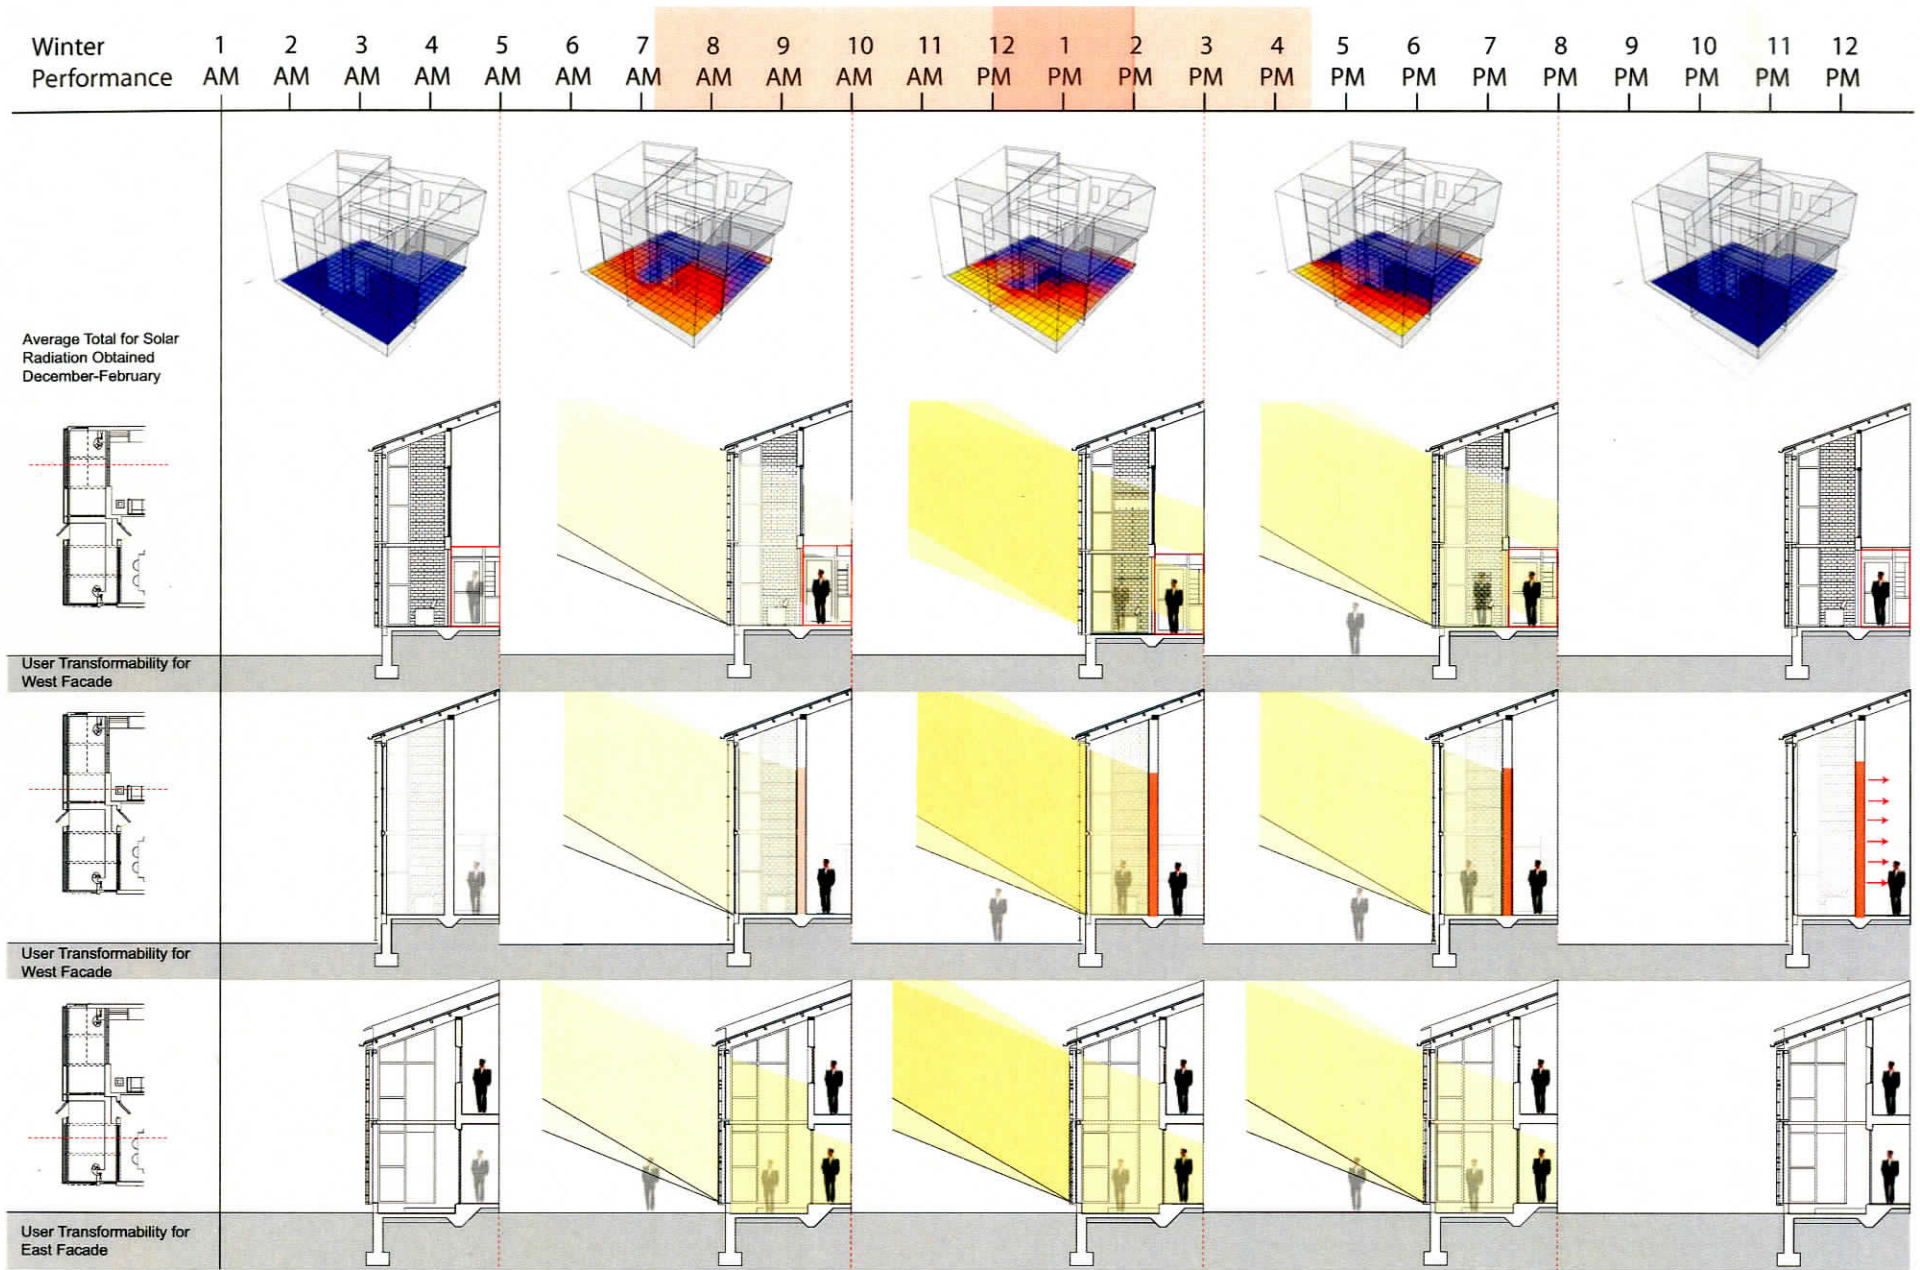 Winter 1 2 3 4 5 6 7 8 9 10 11 12 1 2 3 4 5 6 7 8 9 10 11 12
Performance AM AM AM AM AM AM AM AM AM AM AM PM PM PM PM PM PM PM PM PM PM PM PM PM
Average Total for Solar
Radiation Obtained
December-February
User Transformability for
West Facade
User Transformability for
West Facade
User Transformability for
East Facade